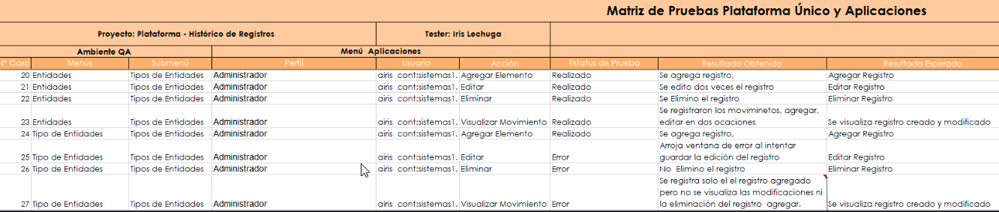 Matriz de Pruebas Plataforma Único y Aplicaciones
Proyecto: Plataforma - Histórico de Registros Tester: Iris Lechuga
Ambiente QA Menú Aplicaciones
N° Caso Menús Submenú Perfil Usuario Acción Estatus de Prueba Resultado Obtenido Resultado Esperado
20 Entidades Tipos de Entidades Administrador airis cont:sistemas1. Agregar Elemento Realizado Se agrega registro, Agregar Registro
21 Entidades Tipos de Entidades Administrador airis cont:sistemas1. Editar Realizado Se edito dos veces el registro Editar Registro
22 Entidades Tipos de Entidades Administrador airis cont:sistemas1. Eliminar Realizado Se Elimino el registro Eliminar Registro
Se registraron los moviminetos, agregar,
23 Entidades Tipos de Entidades Administrador airis cont:sistemas1. Visualizar Movimiento Realizado editar en dos ocaciones Se visualiza registro creado y modificado
24 Tipo de Entidades Tipos de Entidades Administrador airis cont:sistemas1. Agregar Elemento Realizado Se agrega registro, Agregar Registro
Arroja ventana de error al intentar
25 Tipo de Entidades Tipos de Entidades Administrador airis cont:sistemas1. Editar Error guardar la edición del registro Editar Registro
26 Tipo de Entidades Tipos de Entidades Administrador airis cont:sistemas1. Eliminar Error No Elimino el registro Eliminar Registro
Se registra solo el el registro agregado
pero no se visualiza las modificaciones ni
27 Tipo de Entidades Tipos de Entidades Administrador airis cont:sistemas1. Visualizar Movimiento Error la eliminación del registro agregar. Se visualiza registro creado y modificado